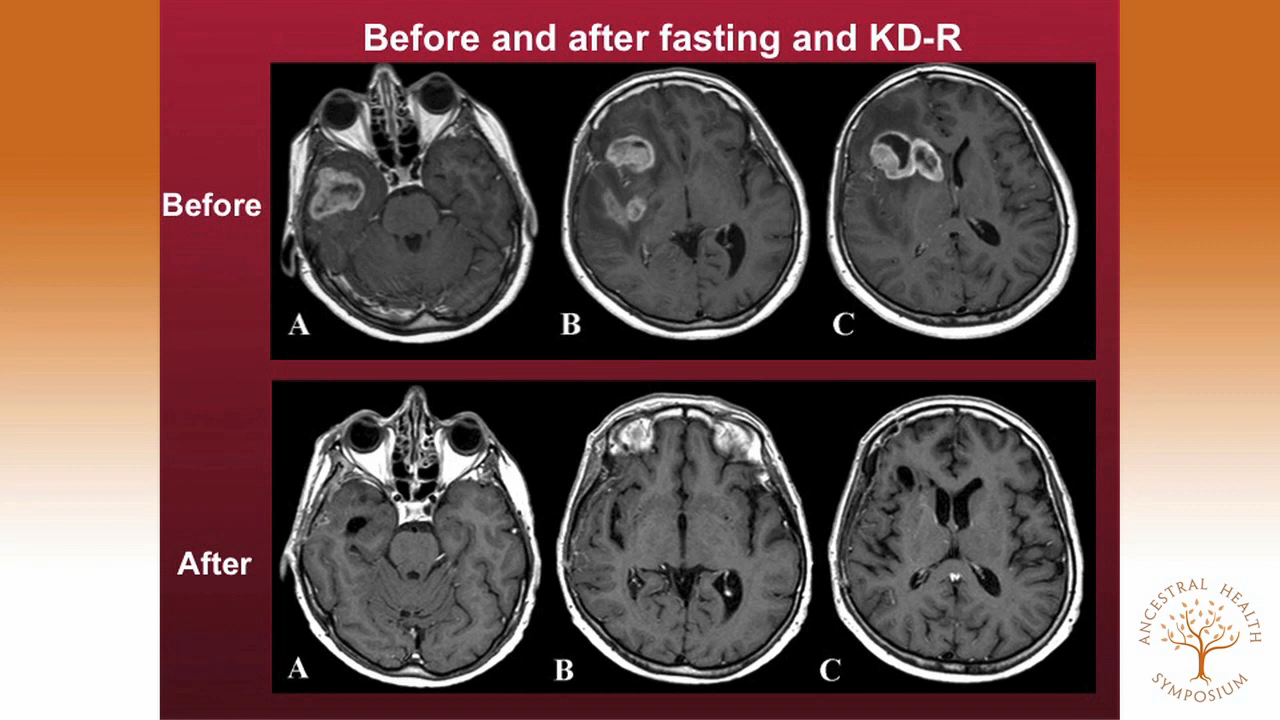 Before and after fasting and KD-R
Before
A
B
C
After
A
B
C
ANCESTRAL HEALTH
SYMPOSIUM